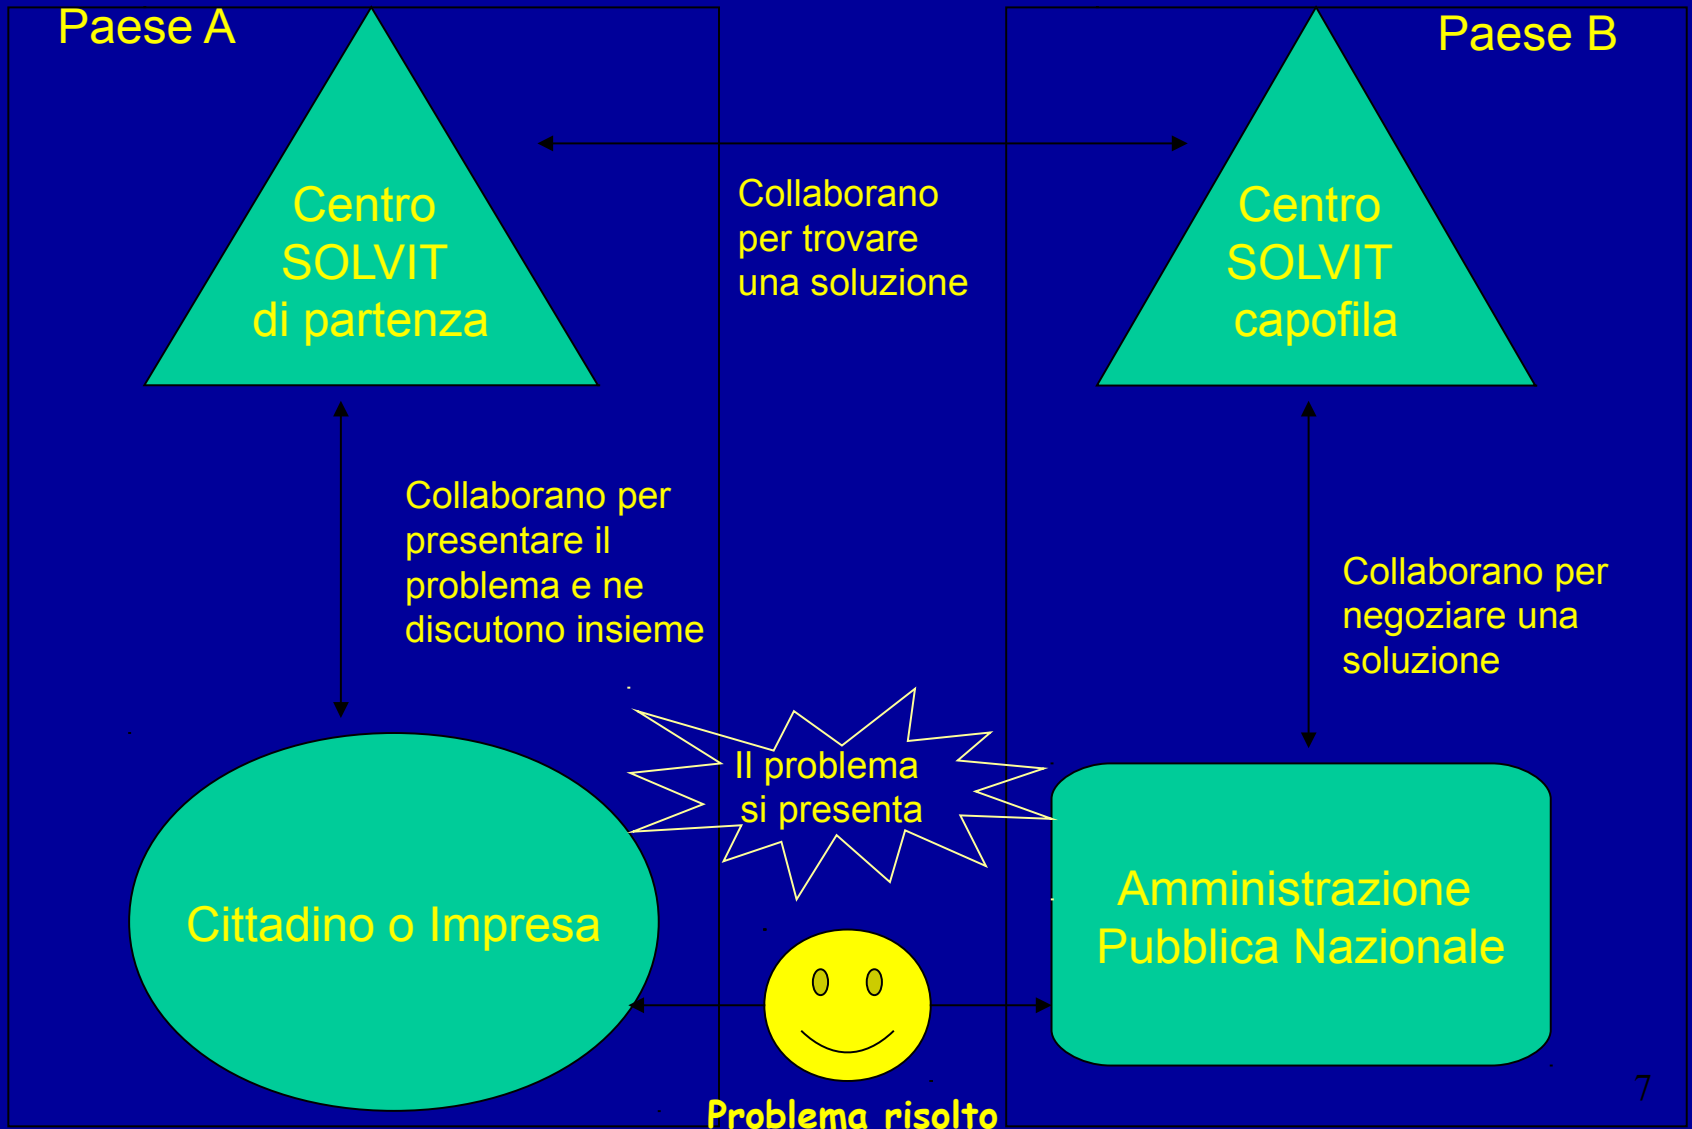 Paese A
Paese B
Centro
SOLVIT
di partenza
Collaborano
per trovare
una soluzione
Centro
SOLVIT
capofila
Collaborano per
presentare il
problema e ne
discutono insieme
Collaborano per
negoziare una
soluzione
Il problema
si presenta
Cittadino o Impresa
Amministrazione
Pubblica Nazionale
Problema risolto
7